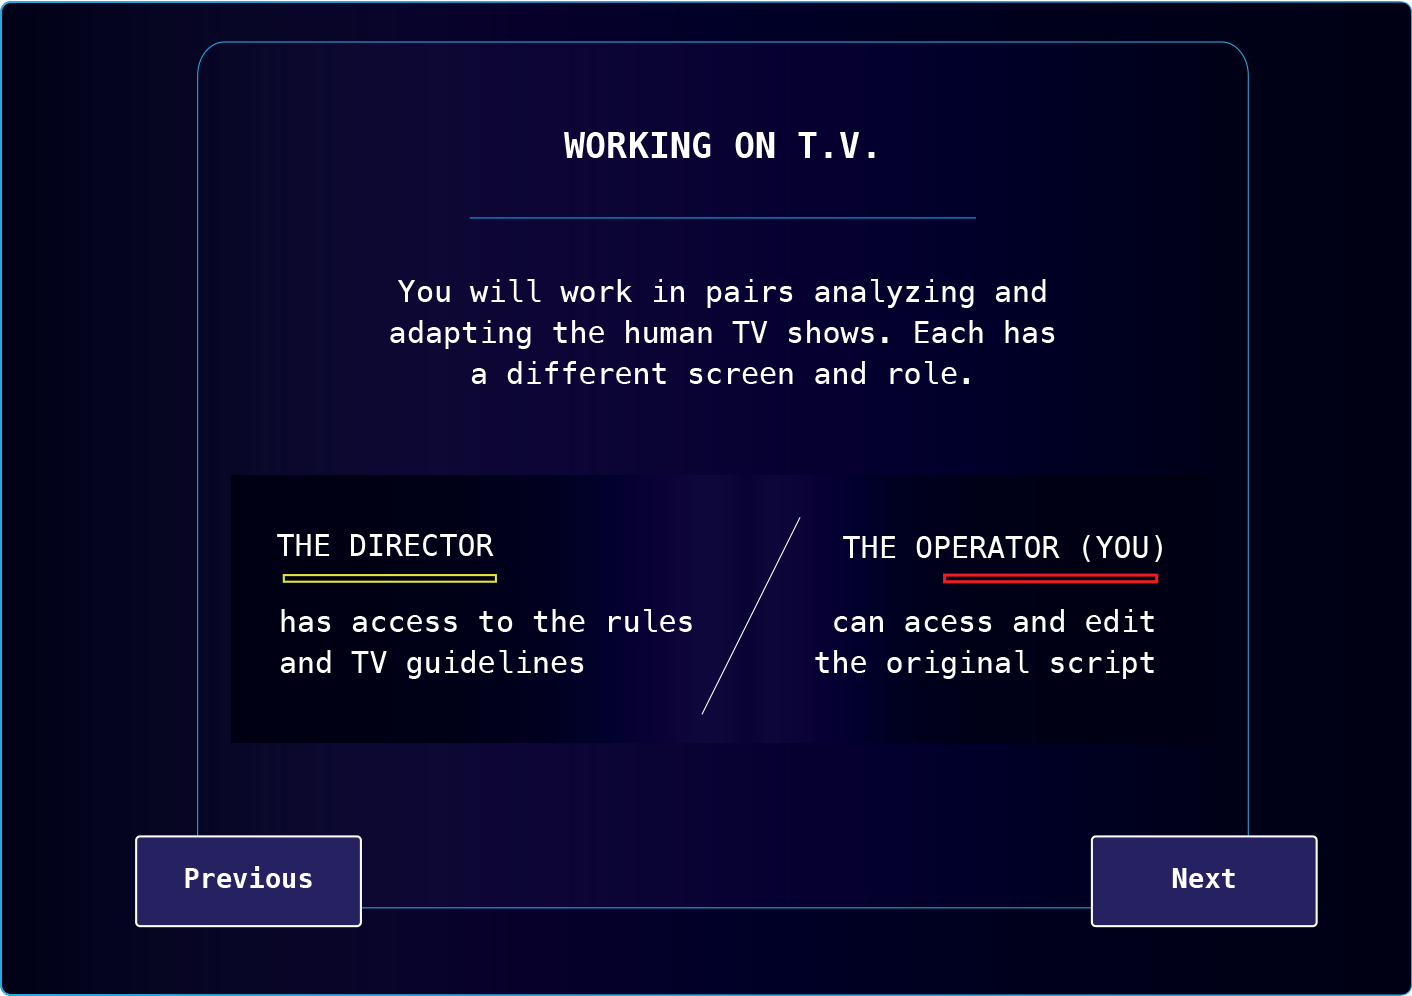 WORKING ON T.V.
You will work in pairs analyzing and
adapting the human TV shows. Each has
a different screen and role.
THE DIRECTOR
has access to the rules
and TV guidelines
THE OPERATOR (YOU)
can acess and edit
the original script
Previous
Next